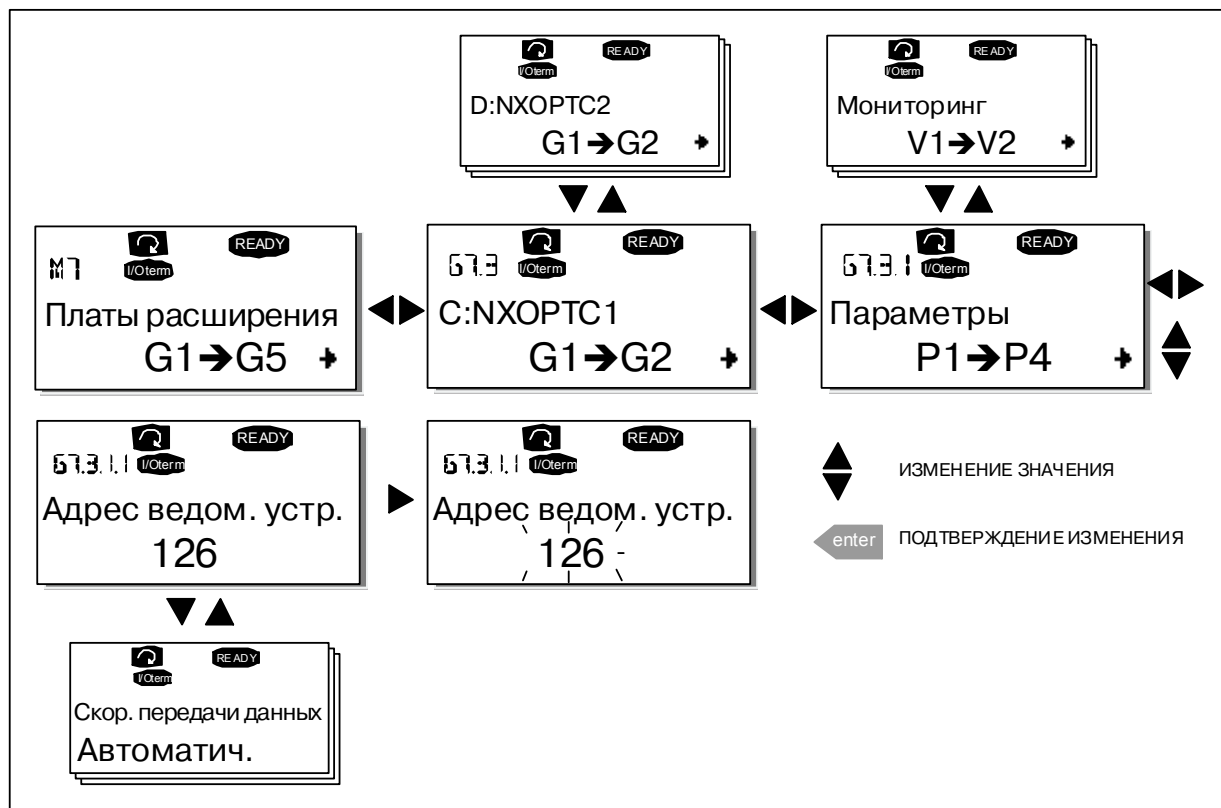 READY
I/Oterm
D:NXOPTC2
G1➔G2
READY
I/Oterm
Мониторинг
V1➔V2
READY
M7 I/Oterm
Платы расширения
G1➔G5
READY
G7.3 I/Oterm
C:NXOPTC1
G1➔G2
READY
G7.3.1 I/Oterm
Параметры
P1➔P4
READY
G7.3.1.1 I/Oterm
Адрес ведом. устр.
126
READY
G7.3.1.1 I/Oterm
Адрес ведом. устр.
126
ИЗМЕНЕНИЕ ЗНАЧЕНИЯ
enter ПОДТВЕРЖДЕНИЕ ИЗМЕНЕНИЯ
READY
I/Oterm
Скор. передачи данных
Автоматич.